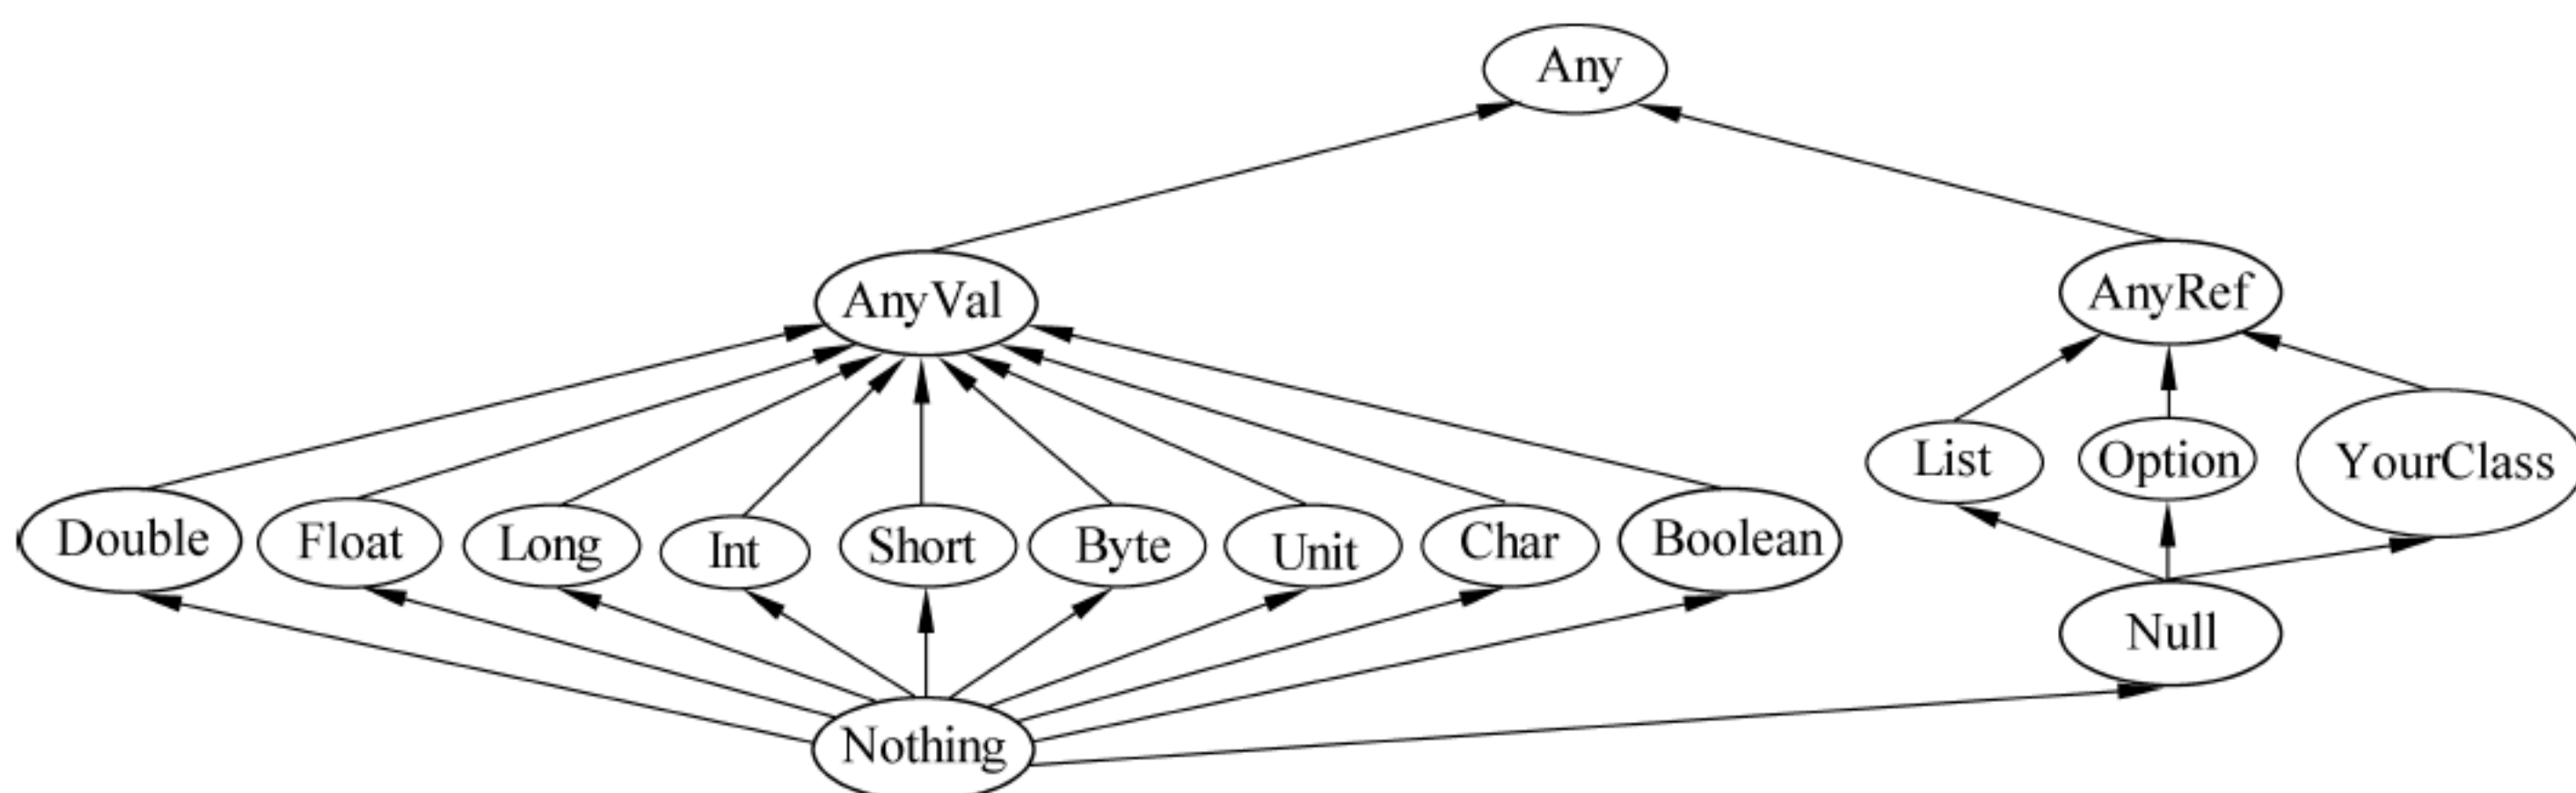 Any
AnyVal
AnyRef
Double
Float
Long
Int
Short
Byte
Unit
Char
Boolean
List
Option
YourClass
Null
Nothing